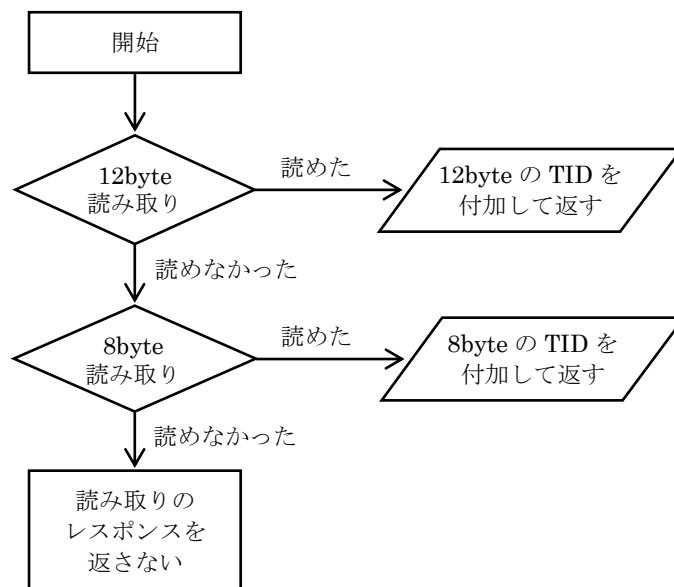 開始
12byte
読み取り
読めた
12byte の TID を
付加して返す
読めなかった
8byte
読み取り
読めた
8byte の TID を
付加して返す
読めなかった
読み取りの
レスポンスを
返さない